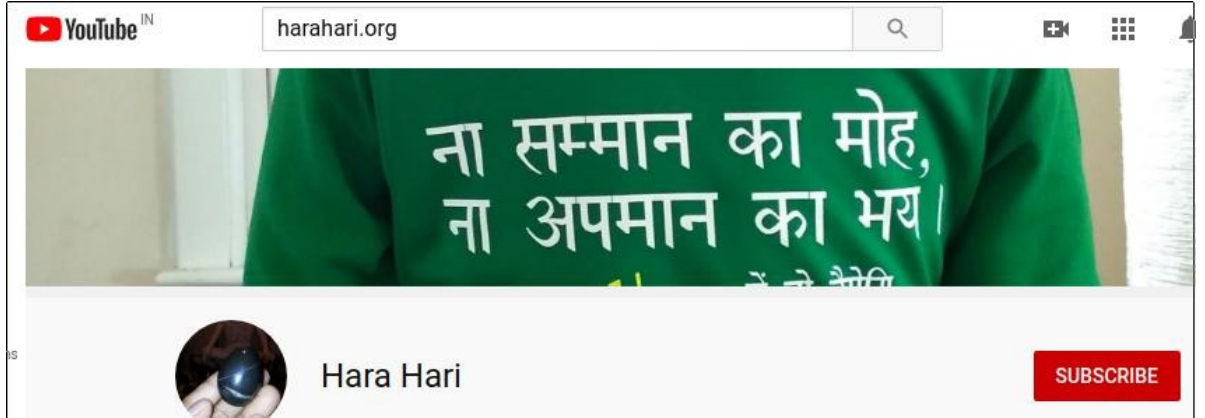 YouTube IN
harahari.org
ना सम्मान का मोह,
ना अपमान का भय।
Hara Hari
SUBSCRIBE